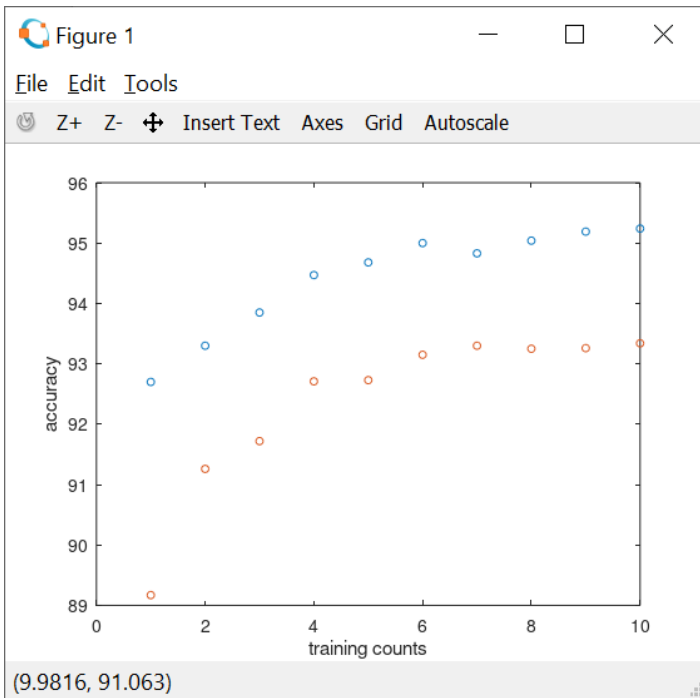 Figure 1
File Edit Tools
Z+ Z- Insert Text Axes Grid Autoscale
96
95
94
93
92
91
90
89
accuracy
0 2 4 6 8 10
training counts
(9.9816, 91.063)